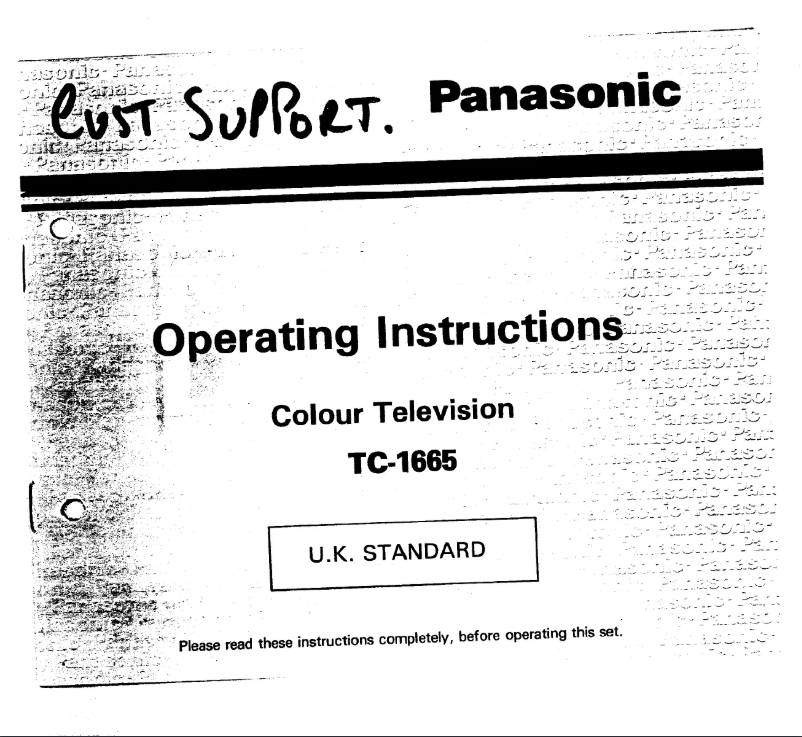 CUST SUPPORT.
Panasonic
Operating Instructions
Colour Television
TC-1665
U.K. STANDARD
Please read these instructions completely, before operating this set.